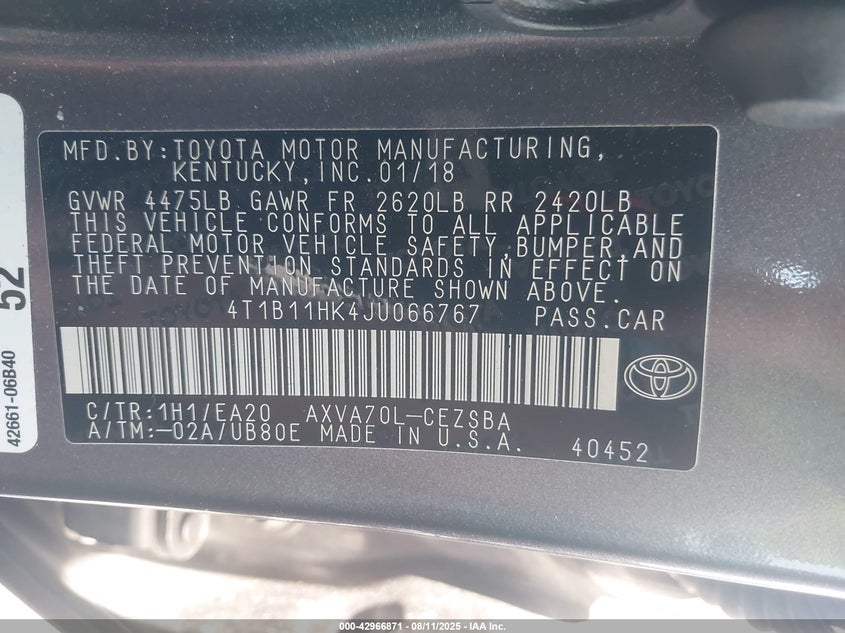 MFD.BY:TOYOTA MOTOR MANUFACTURING,
KENTUCKY,INC.01/18
GVWR 4475LB GAWR FR 2620LB RR 2420LB
THIS VEHICLE CONFORMS TO ALL APPLICABLE
FEDERAL MOTOR VEHICLE SAFETY,BUMPER,AND
THEFT PREVENTION STANDARDS IN EFFECT ON
THE DATE OF MANUFACTURE SHOWN ABOVE.
4T1B11HK4JU066767 PASS.CAR
C/TR:1H1/EA20 AXVA70L-CEZSBA
A/TM:-02A/UB80E MADE IN U.S.A.
40452
52
42661-06B40
000-42966871 - 08/11/2025 - IAA Inc.